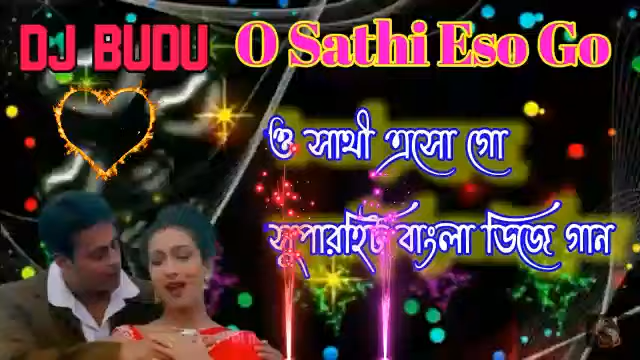 DJ BUDU O Sathi Eso Go
ও সাথী এসো গো
সুপারহিট বাংলা ডিজে গান